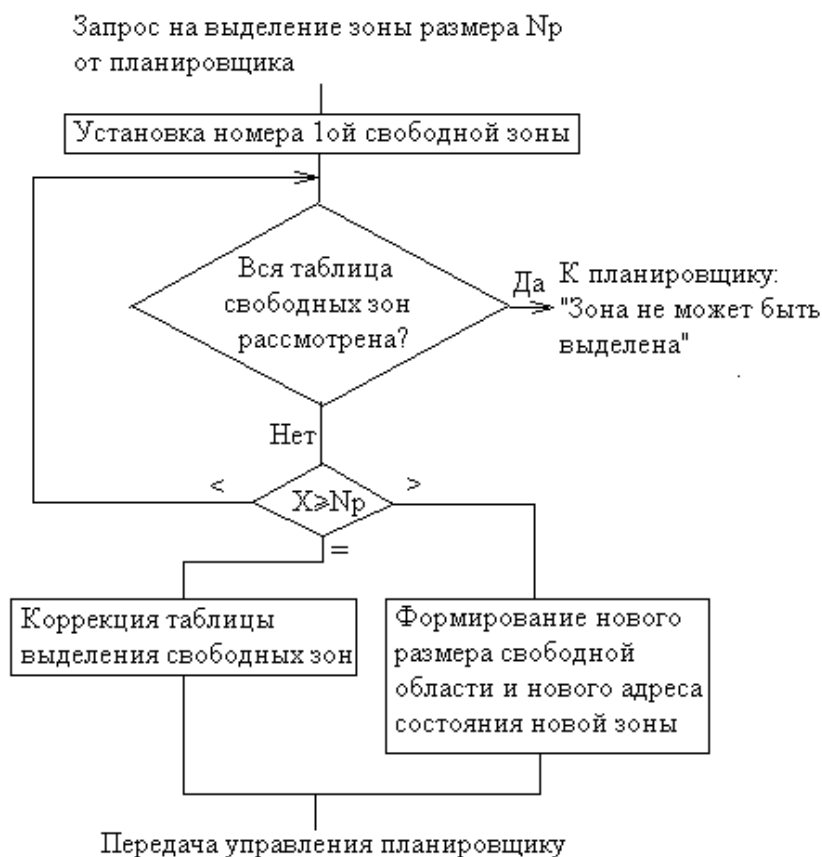 Запрос на выделение зоны размера Np
от планировщика
Установка номера 1ой свободной зоны
Вся таблица
свободных зон
рассмотрена?
Да
К планировщику:
"Зона не может быть
выделена"
Нет
<
X⩾Np
>
=
Коррекция таблицы
выделения свободных зон
Формирование нового
размера свободной
области и нового адреса
состояния новой зоны
Передача управления планировщику